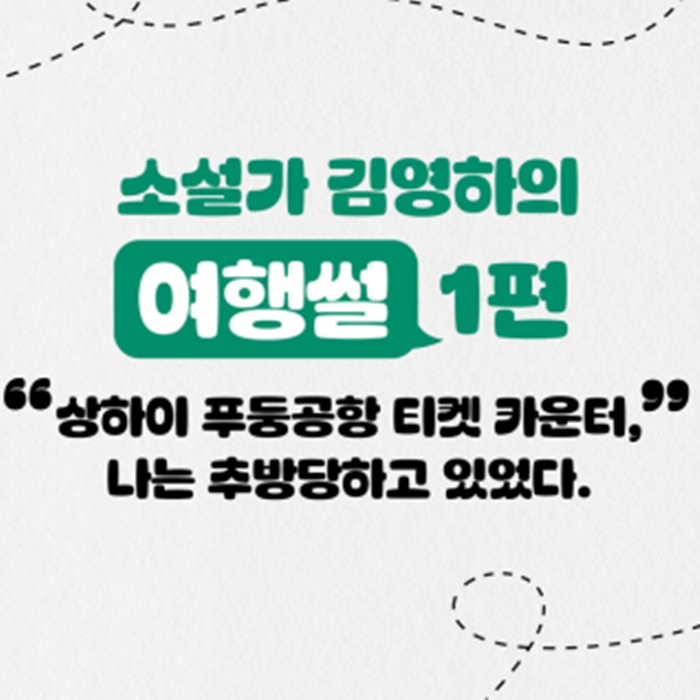 소설가 김영하의
여행썰 1편
“상하이 푸둥공항 티켓 카운터,”
나는 추방당하고 있었다.